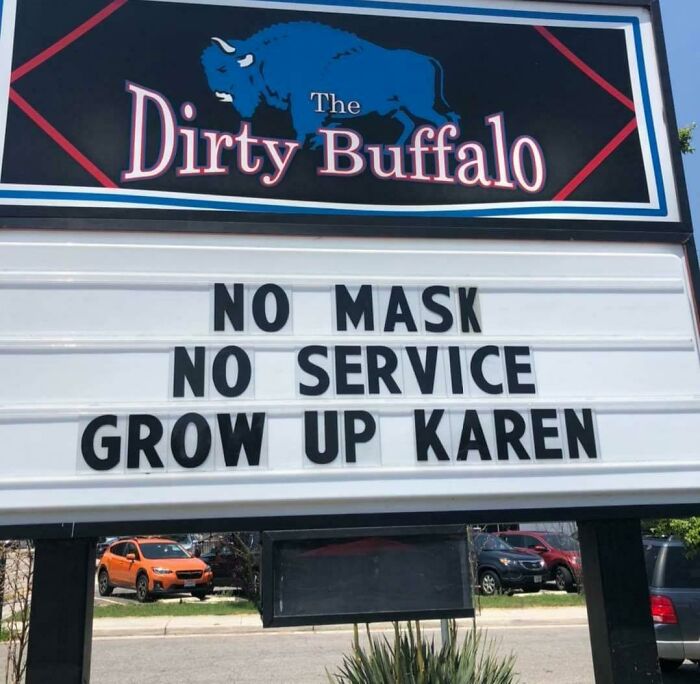 The
Dirty Buffalo
NO MASK
NO SERVICE
GROW UP KAREN